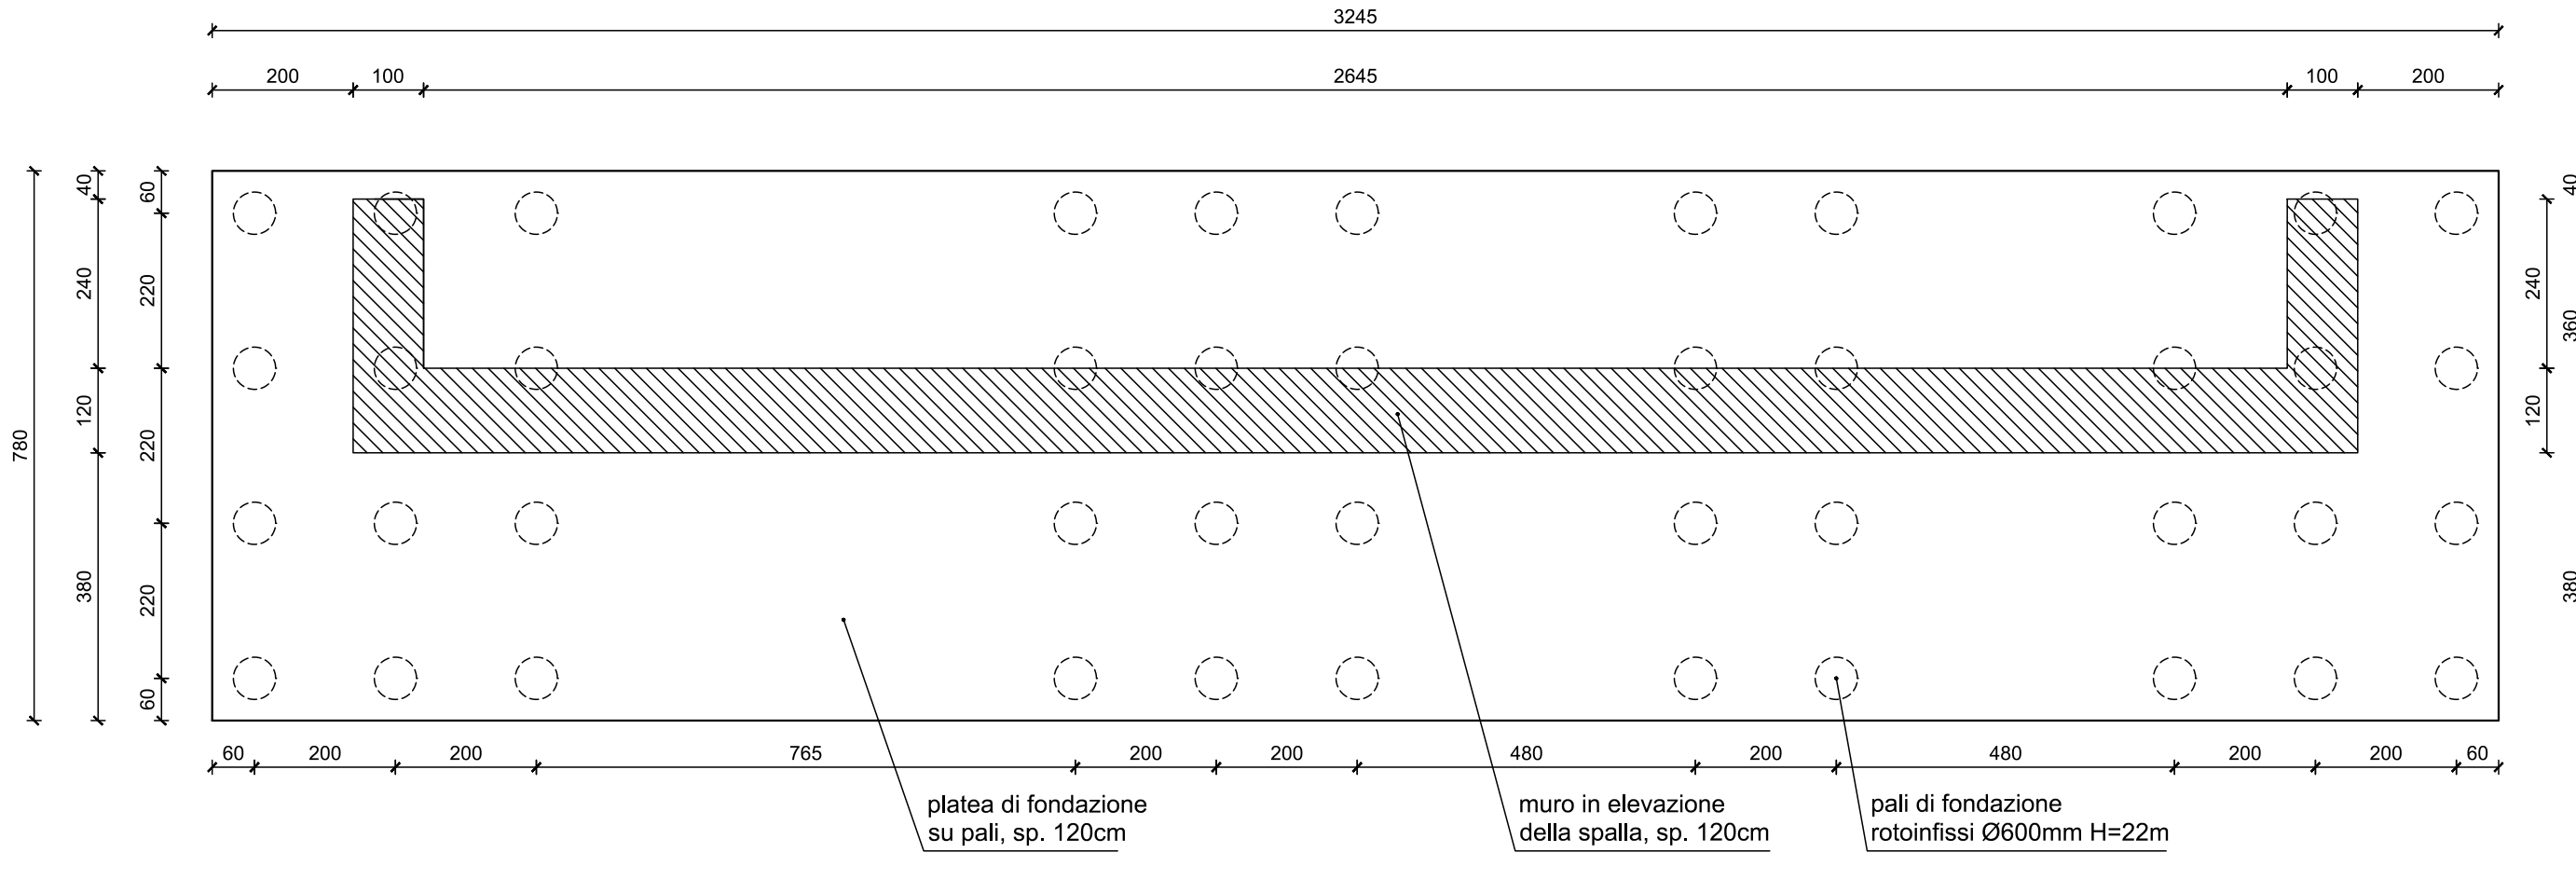 3245
200 100 2645 100 200
780
40
240
120
380
60
220
220
220
60
240
120
40
360
380
60 200 200 765 200 200 480 200 480 200 200 60
platea di fondazione
su pali, sp. 120cm
muro in elevazione
della spalla, sp. 120cm
pali di fondazione
rotoinfissi Ø600mm H=22m